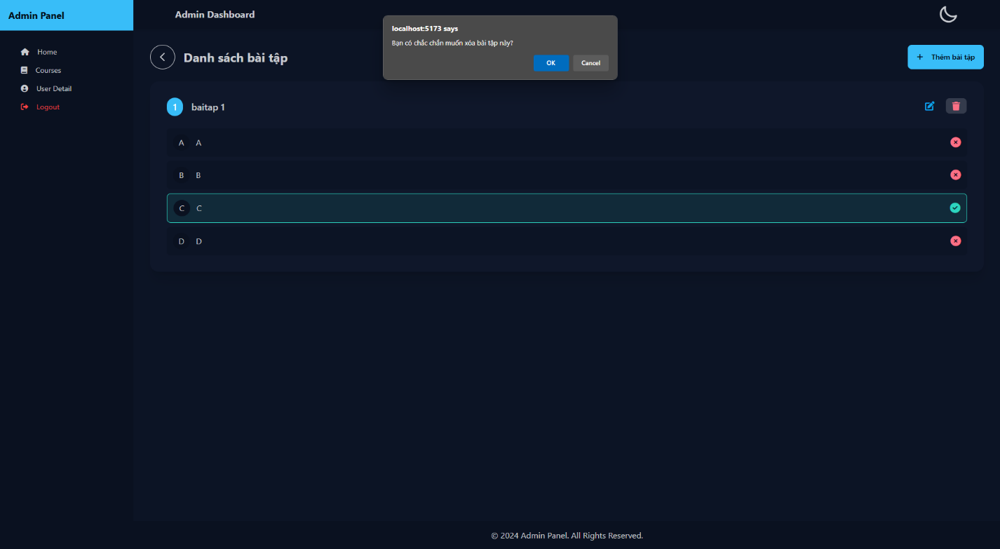 Admin Panel
Admin Dashboard
localhost:5173 says
Bạn có chắc chắn muốn xóa bài tập này?
OK
Cancel
Home
Courses
User Detail
Logout
Danh sách bài tập
+ Thêm bài tập
1 baitap 1
A A
B B
C C
D D
© 2024 Admin Panel. All Rights Reserved.